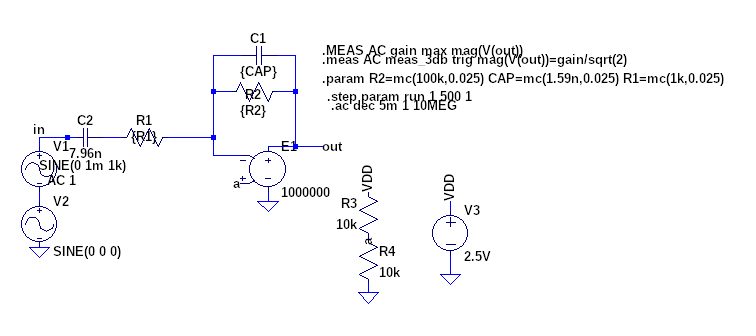 C1
{CAP}
R2
{R2}
.MEAS AC gain max mag(V(out))
.meas AC meas_3db trig mag(V(out))=gain/sqrt(2)
.param R2=mc(100k,0.025) CAP=mc(1.59n,0.025) R1=mc(1k,0.025)
.step param run 1 500 1
.ac dec 5m 1 10MEG
in
C2
7.96n
R1
{R1}
V1
SINE(0 1m 1k)
AC 1
V2
SINE(0 0 0)
E1
out
a
1000000
VDD
R3
10k
a
R4
10k
VDD
V3
2.5V